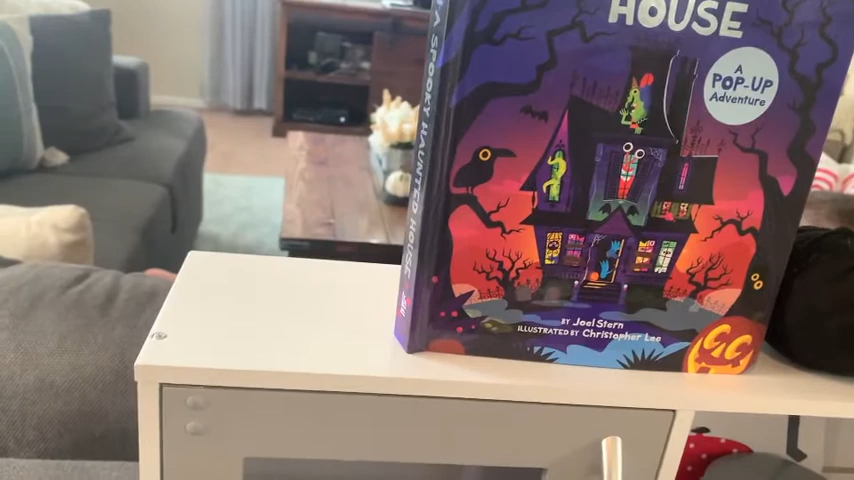 A SPOOKY HAUNTED HOUSE
HOUSE
A
POP-UP
Adventure
BY Joel Stern
ILLUSTRATED BY Christopher Lee